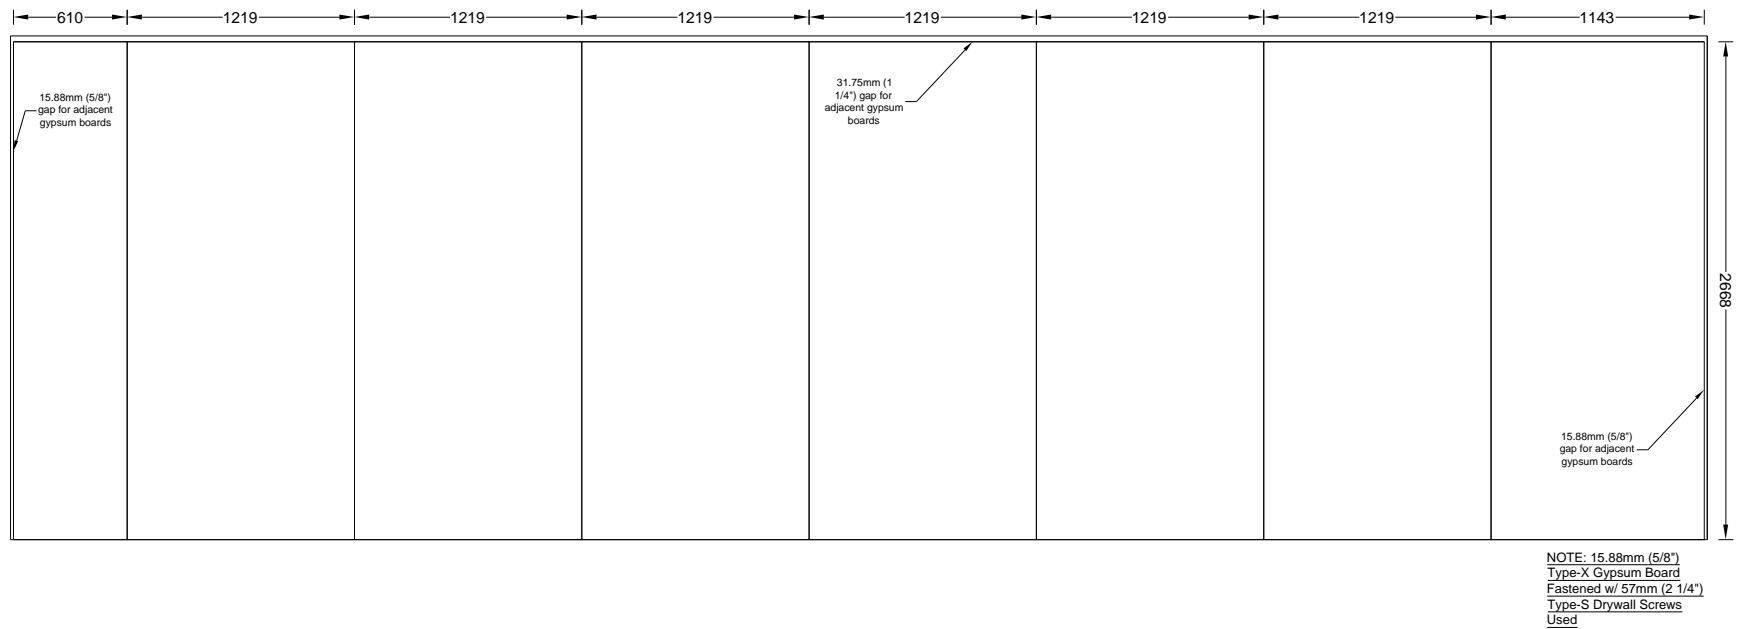 610
1219
1219
1219
1219
1219
1219
1143
15.88mm (5/8")
gap for adjacent
gypsum boards
31.75mm (1
1/4") gap for
adjacent gypsum
boards
2668
15.88mm (5/8")
gap for adjacent
gypsum boards
NOTE: 15.88mm (5/8")
Type-X Gypsum Board
Fastened w/ 57mm (2 1/4")
Type-S Drywall Screws
Used